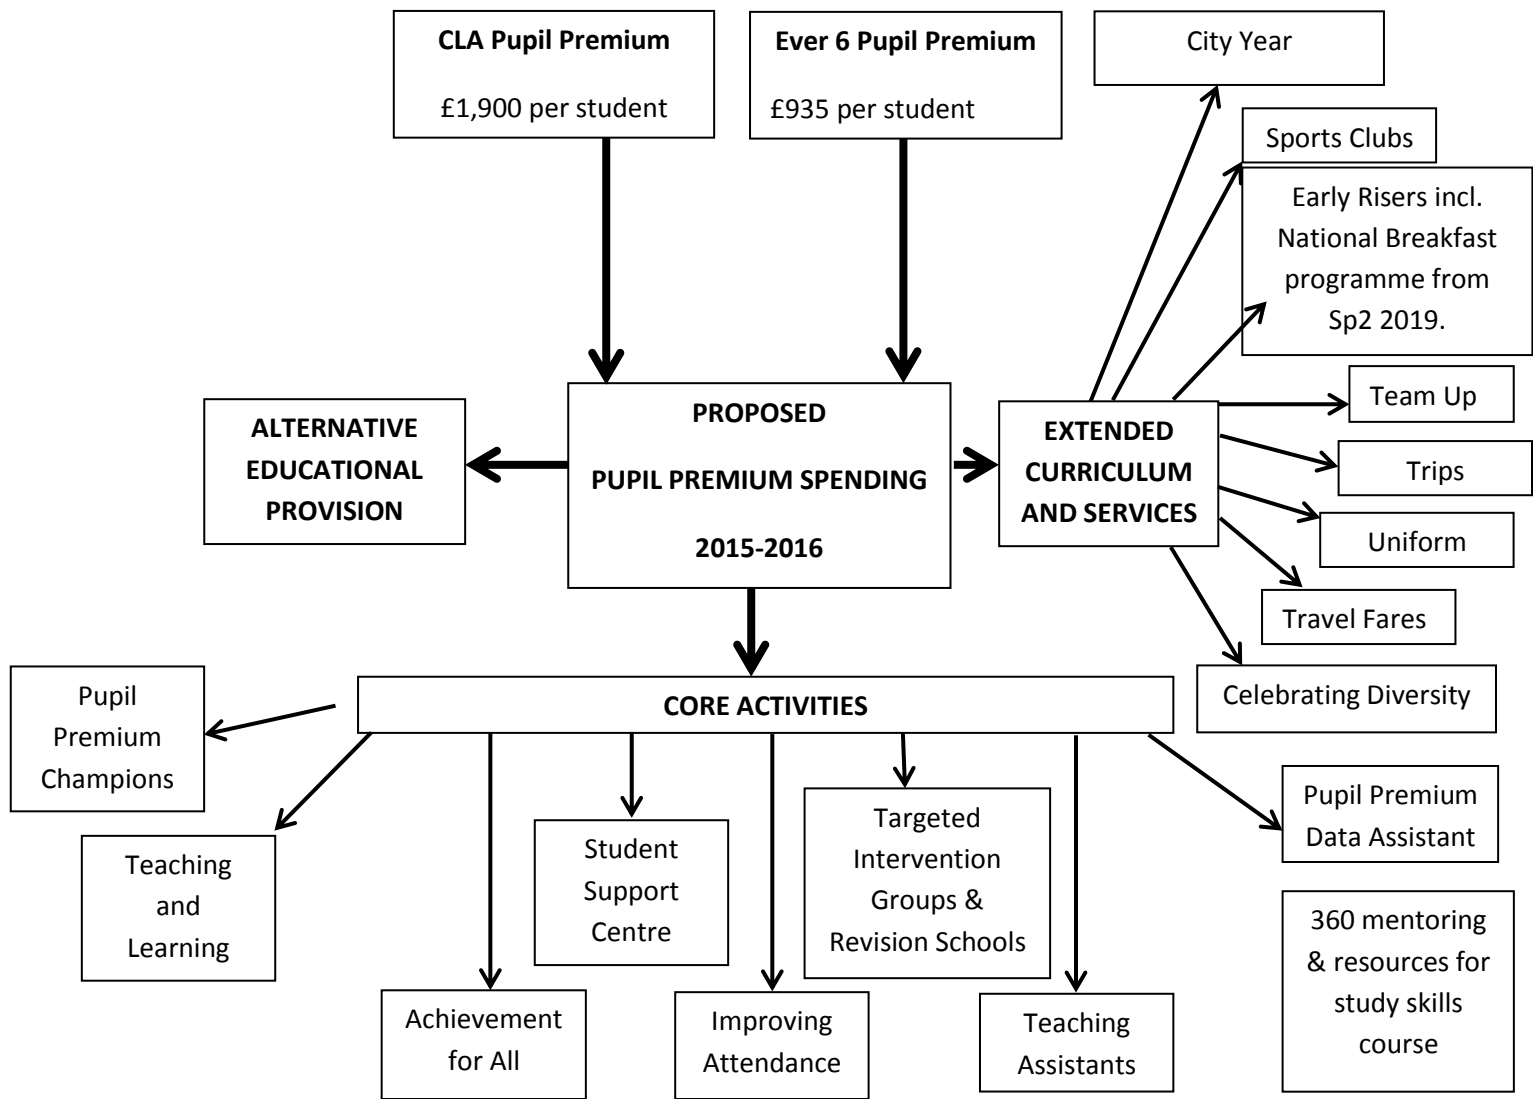 CLA Pupil Premium
£1,900 per student
Ever 6 Pupil Premium
£935 per student
City Year
Sports Clubs
Early Risers incl.
National Breakfast
programme from
Sp2 2019.
ALTERNATIVE
EDUCATIONAL
PROVISION
PROPOSED
PUPIL PREMIUM SPENDING
2015-2016
EXTENDED
CURRICULUM
AND SERVICES
Team Up
Trips
Uniform
Travel Fares
Celebrating Diversity
CORE ACTIVITIES
Pupil
Premium
Champions
Teaching
and
Learning
Achievement
for All
Student
Support
Centre
Improving
Attendance
Targeted
Intervention
Groups &
Revision Schools
Teaching
Assistants
Pupil Premium
Data Assistant
360 mentoring
& resources for
study skills
course